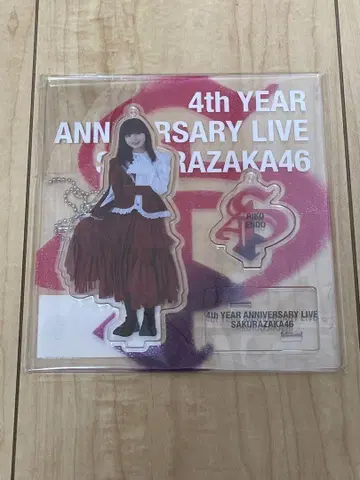 4th YEAR
ANNIVERSARY LIVE
SAKURAZAKA46
RIKO
ENDO
4th YEAR ANNIVERSARY LIVE
SAKURAZAKA46